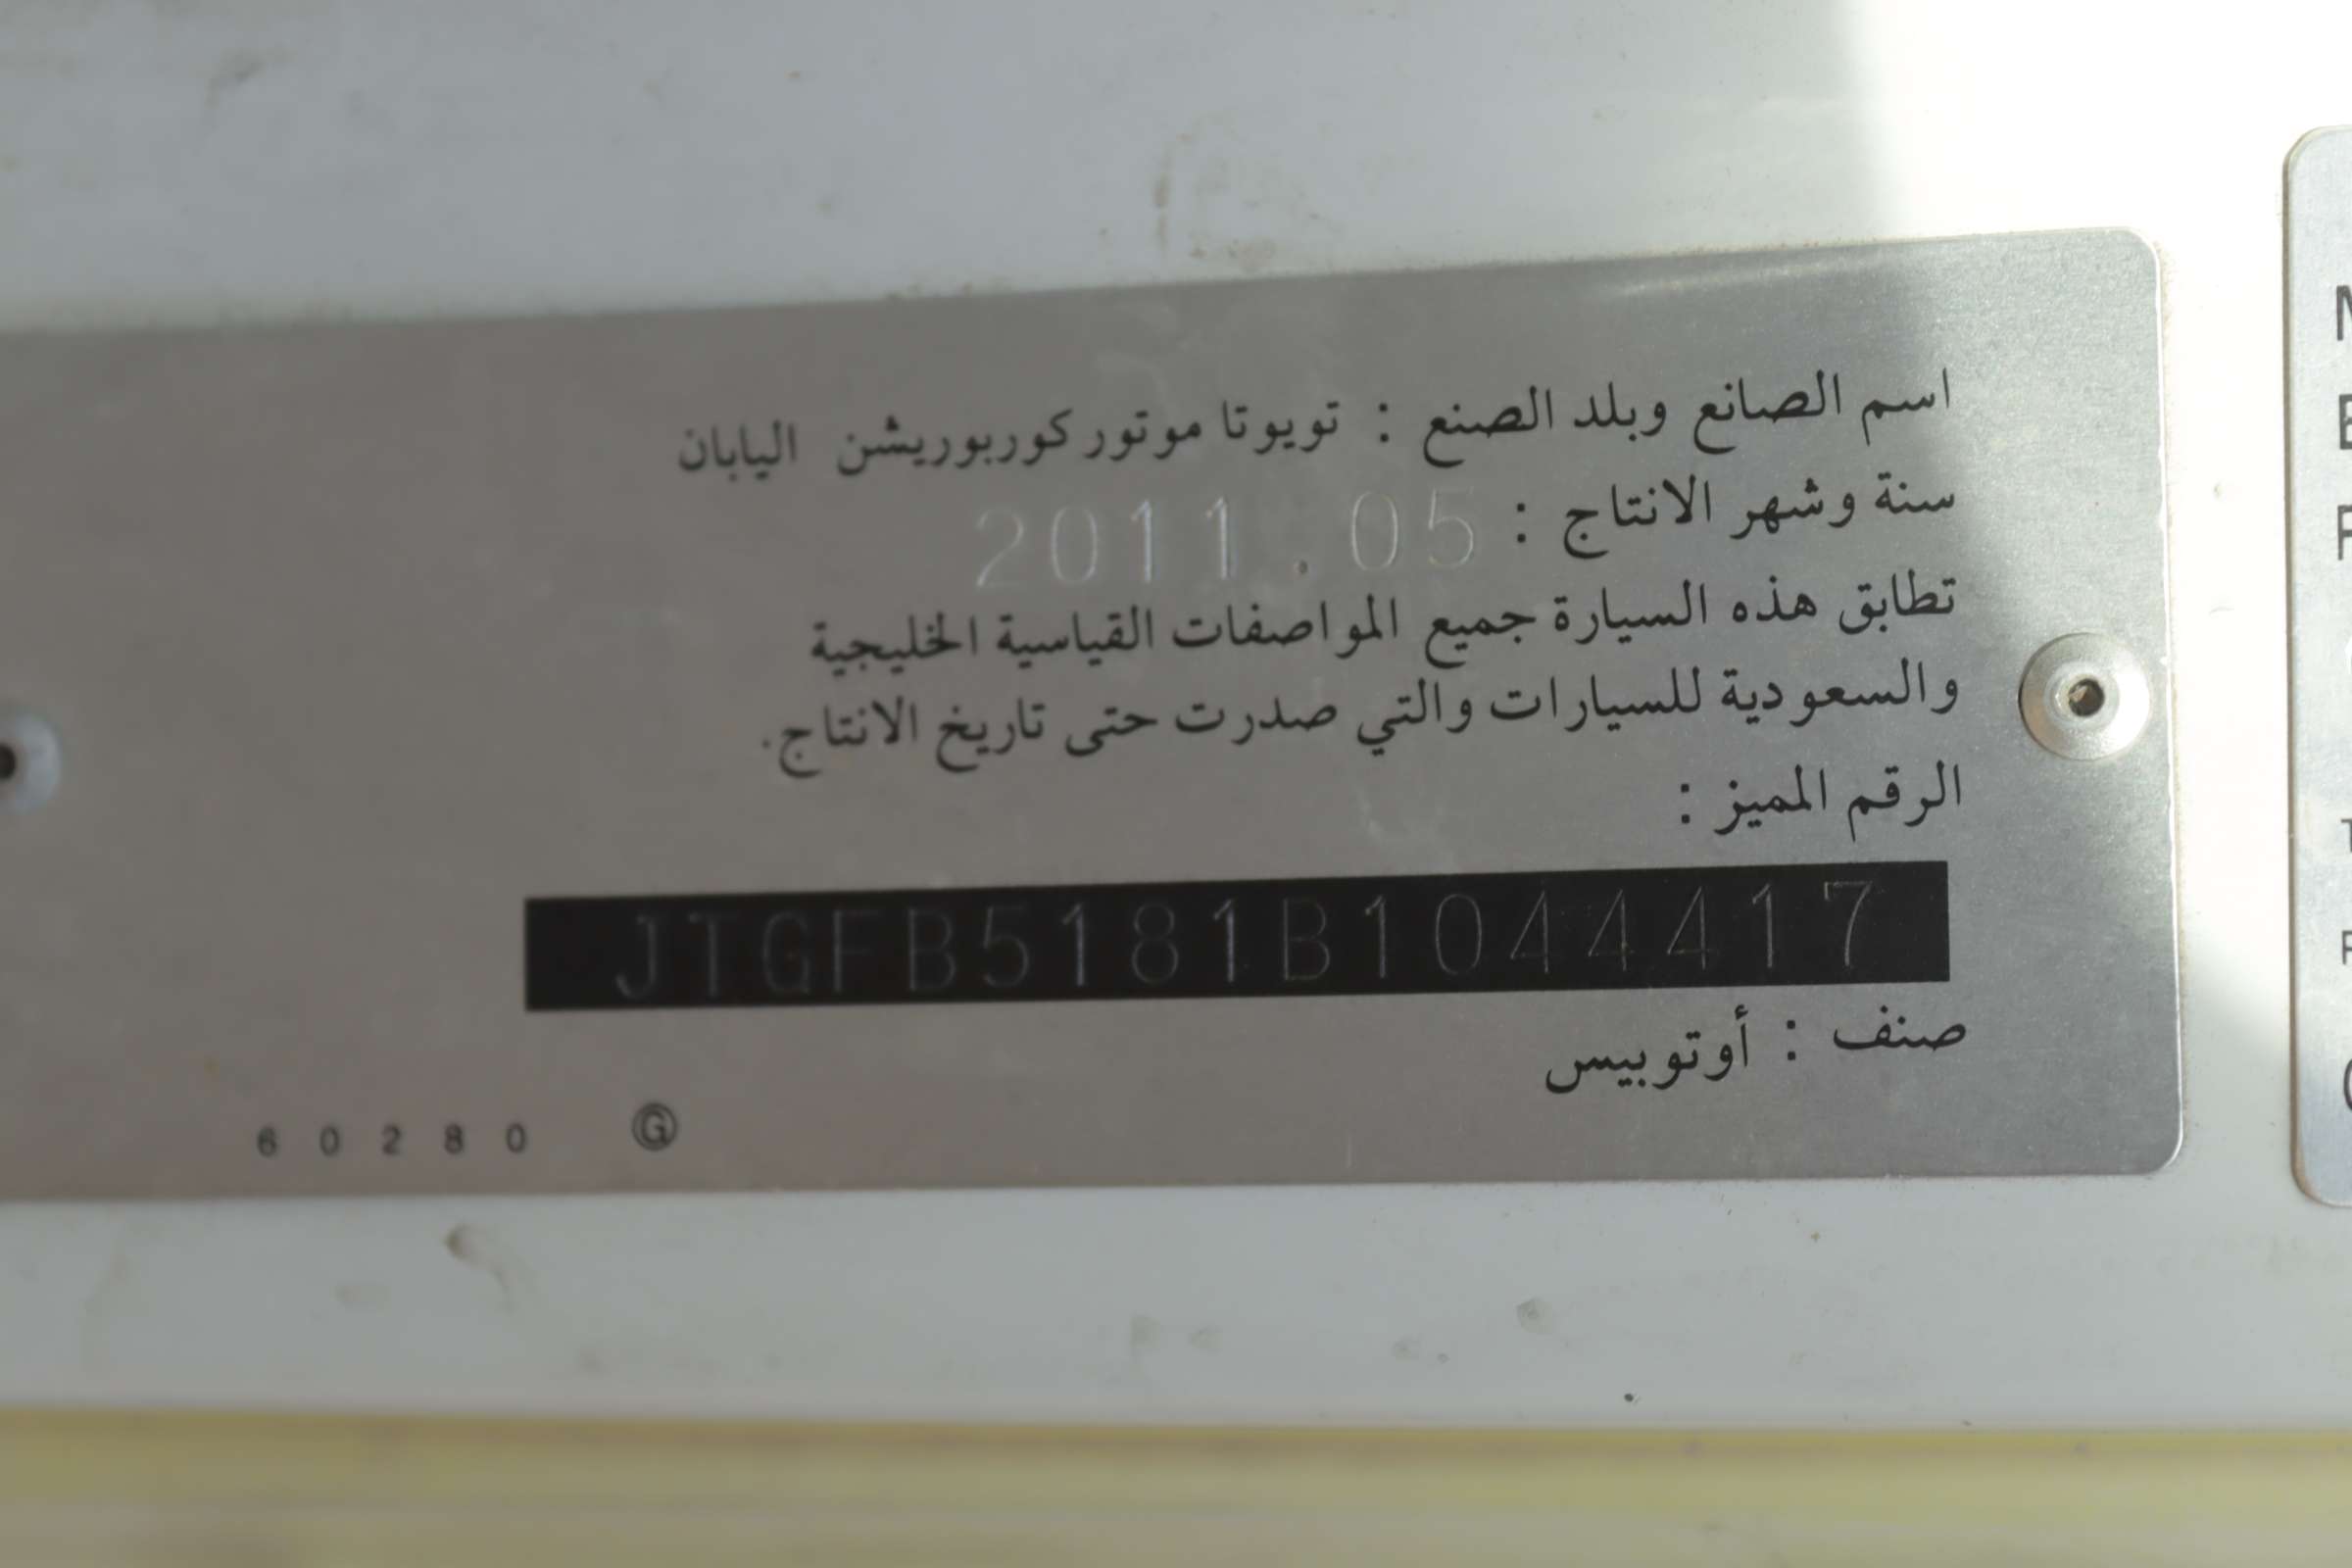 اسم الصانع وبلد الصنع : تويوتا موتور كوربوريشن اليابان
سنة وشهر الانتاج : 2011.05
تطابق هذه السيارة جميع المواصفات القياسية الخليجية
والسعودية للسيارات والتي صدرت حتى تاريخ الانتاج.
الرقم المميز :
JTGFB5181B1044417
صنف : أوتوبيس
60280 Ⓖ